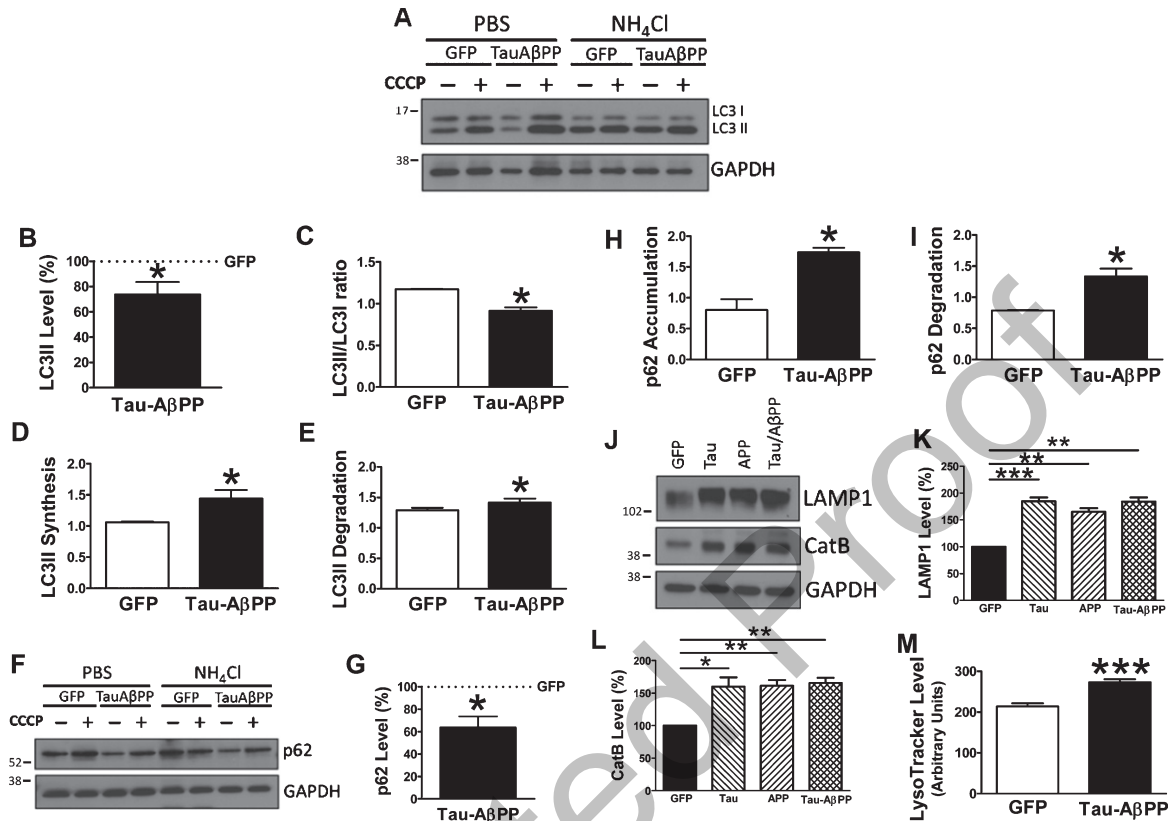 A
PBS NH4Cl
GFP TauAβPP GFP TauAβPP
CCCP − + − + − + − +
17 LC3 I
LC3 II
38 GAPDH
B
LC3II Level (%)
100
80
60
40
20
0
GFP
*
Tau-AβPP
C
LC3II/LC3I ratio
1.5
1.0
0.5
0.0
*
GFP Tau-AβPP
H
p62 Accumulation
2.0
1.5
1.0
0.5
0.0
*
GFP Tau-AβPP
I
p62 Degradation
2.0
1.5
1.0
0.5
0.0
*
GFP Tau-AβPP
D
LC3II Synthesis
2.0
1.5
1.0
0.5
0.0
*
GFP Tau-AβPP
E
LC3II Degradation
2.0
1.5
1.0
0.5
0.0
*
GFP Tau-AβPP
J
GFP Tau APP Tau/AβPP
102 LAMP1
38 CatB
38 GAPDH
K
LAMP1 Level (%)
250
200
150
100
50
0
**
**
***
GFP Tau APP Tau-AβPP
F
PBS NH4Cl
GFP TauAβPP GFP TauAβPP
CCCP − + − + − + − +
52 p62
38 GAPDH
G
p62 Level (%)
100
80
60
40
20
0
GFP
*
Tau-AβPP
L
CatB Level (%)
200
150
100
50
0
**
**
*
GFP Tau APP Tau-AβPP
M
LysoTracker Level
(Arbitrary Units)
300
200
100
0
***
GFP Tau-AβPP
ted Proof